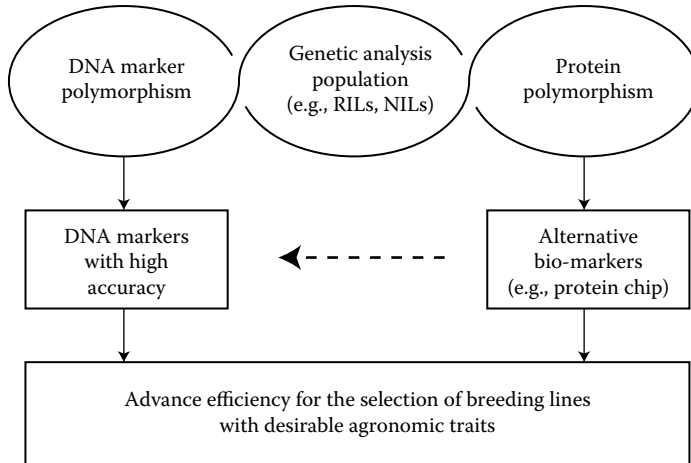 DNA marker
polymorphism
Genetic analysis
population
(e.g., RILs, NILs)
Protein
polymorphism
DNA markers
with high
accuracy
Alternative
bio-markers
(e.g., protein chip)
Advance efficiency for the selection of breeding lines
with desirable agronomic traits